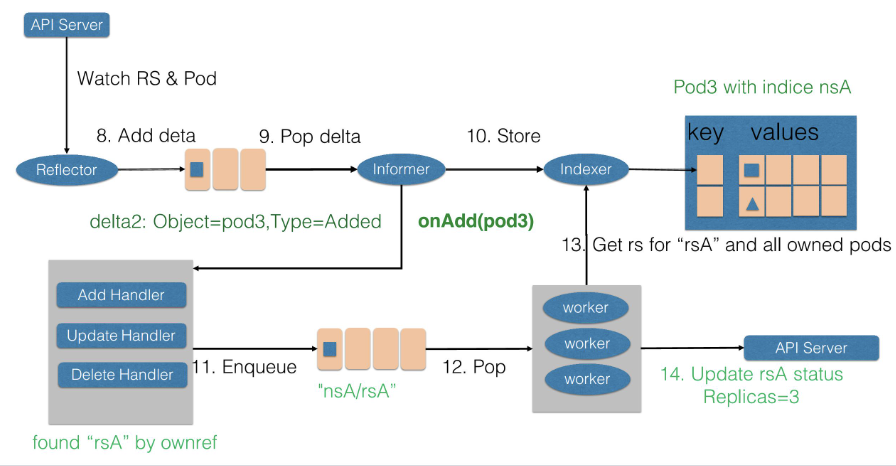 API Server
Watch RS & Pod
Pod3 with indice nsA
8. Add deta
9. Pop delta
10. Store
key values
Reflector
Informer
Indexer
delta2: Object=pod3,Type=Added
onAdd(pod3)
13. Get rs for “rsA” and all owned pods
Add Handler
Update Handler
Delete Handler
worker
worker
worker
API Server
11. Enqueue
12. Pop
14. Update rsA status
Replicas=3
"nsA/rsA”
found “rsA” by ownref